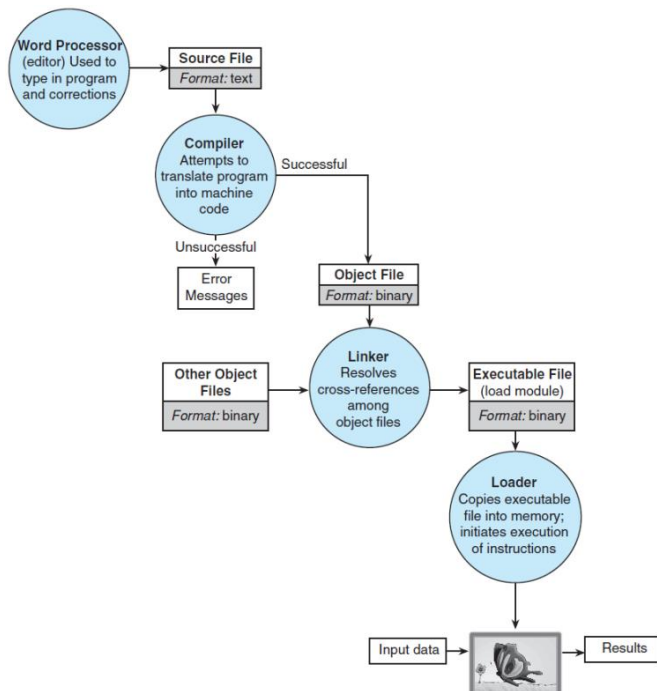 Word Processor
(editor) Used to
type in program
and corrections
Source File
Format: text
Compiler
Attempts to
translate program
into machine
code
Successful
Unsuccessful
Error
Messages
Object File
Format: binary
Other Object
Files
Format: binary
Linker
Resolves
cross-references
among
object files
Executable File
(load module)
Format: binary
Loader
Copies executable
file into memory;
initiates execution
of instructions
Input data
Results